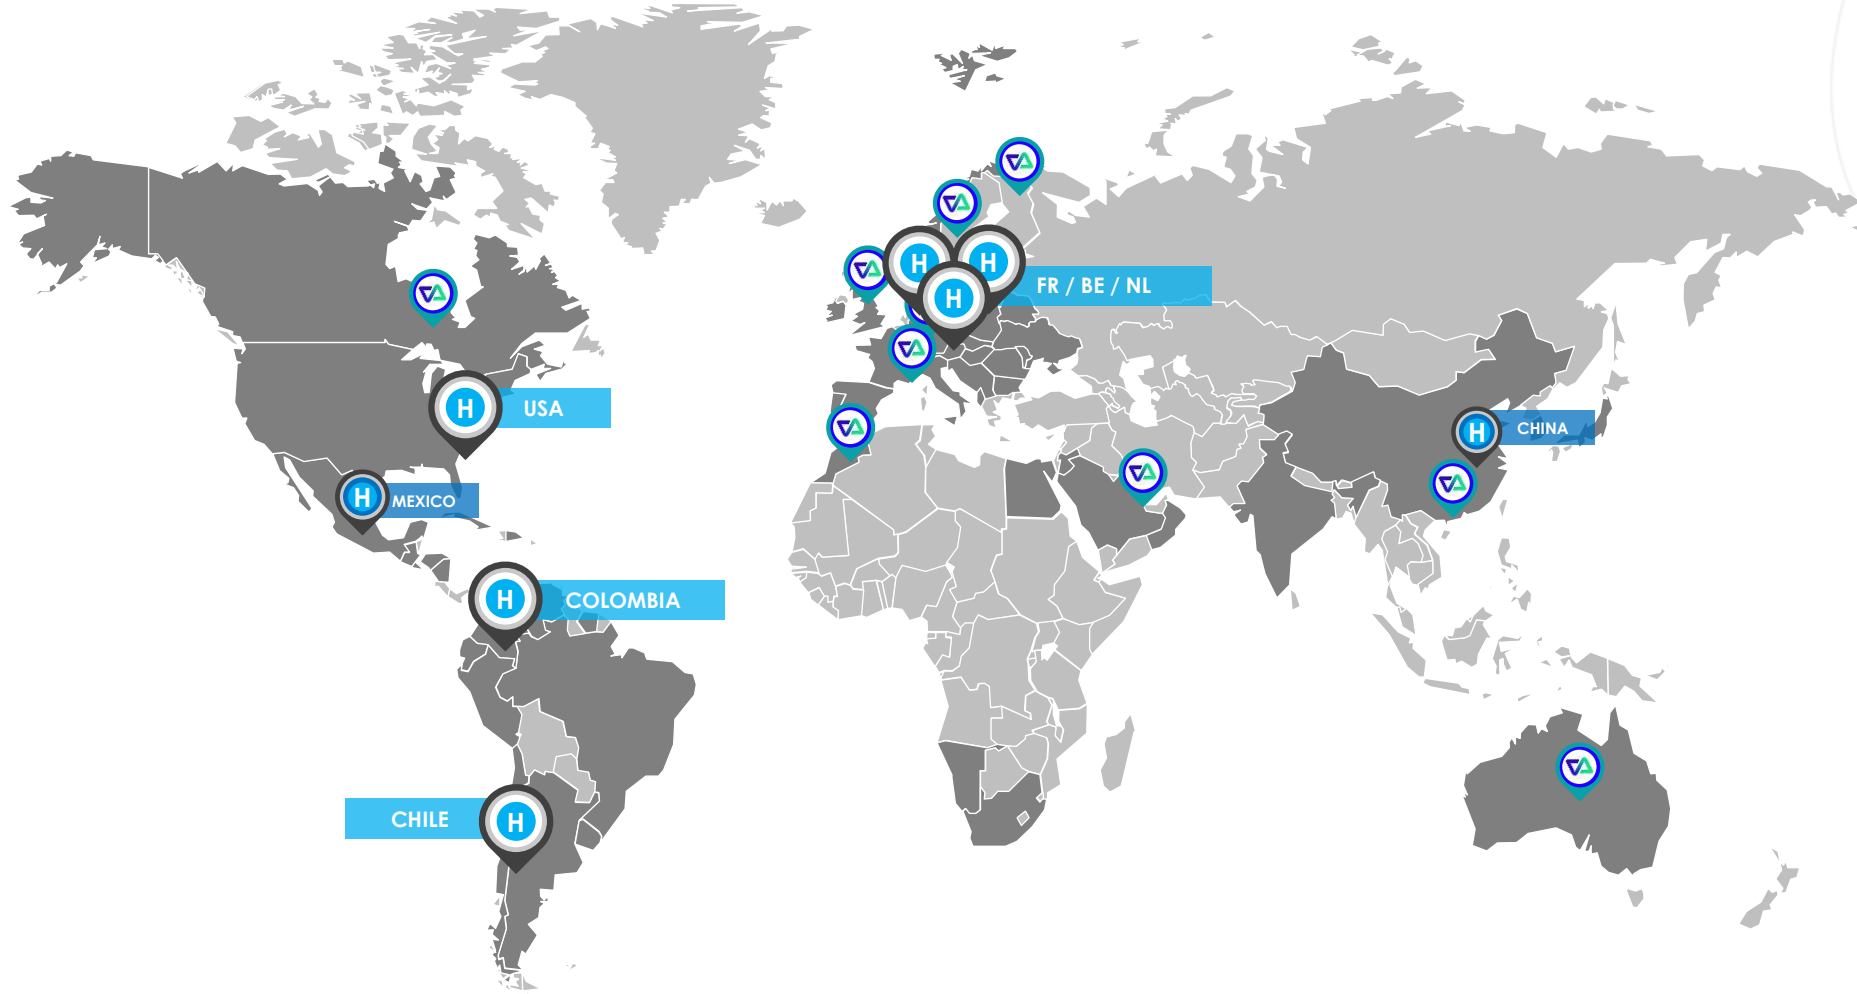 H
H
FR / BE / NL
H
H
USA
H
CHINA
H
MEXICO
H
COLOMBIA
CHILE
H